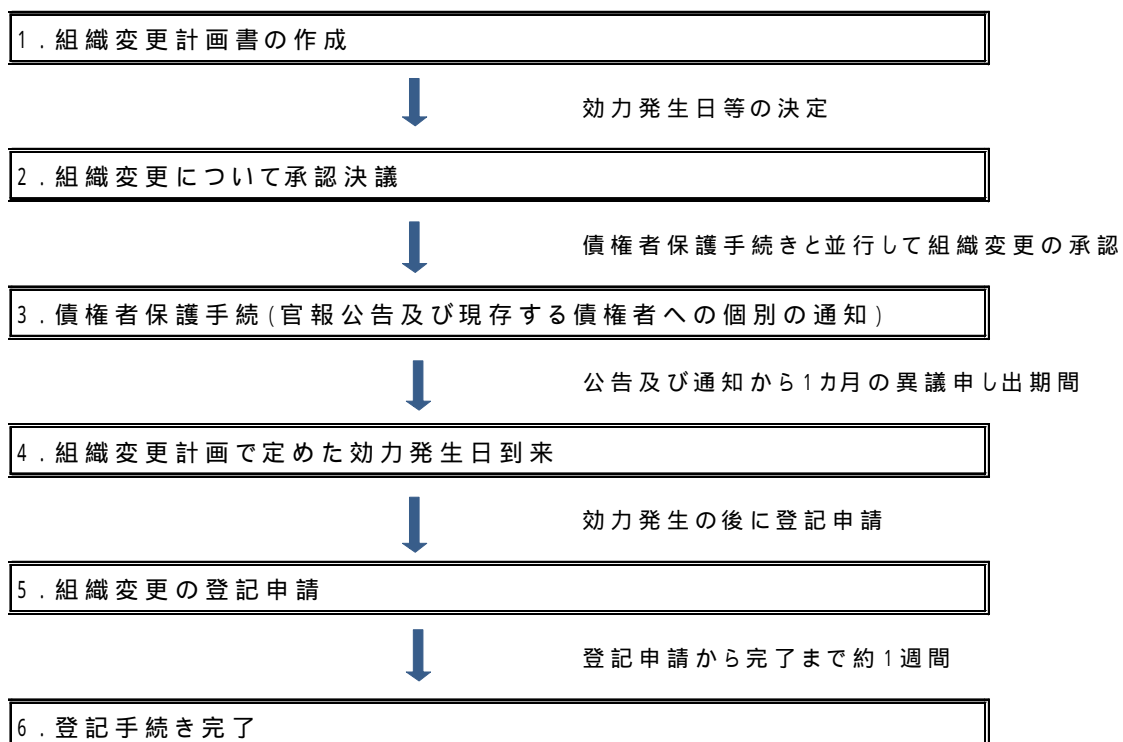 1.組織変更計画書の作成
効力発生日等の決定
2.組織変更について承認決議
債権者保護手続きと並行して組織変更の承認
3.債権者保護手続(官報公告及び現存する債権者への個別の通知)
公告及び通知から1カ月の異議申し出期間
4.組織変更計画で定めた効力発生日到来
効力発生の後に登記申請
5.組織変更の登記申請
登記申請から完了まで約1週間
6.登記手続き完了